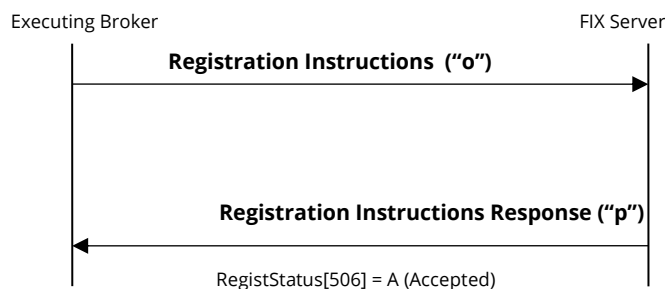 Executing Broker
FIX Server
Registration Instructions (“o”)
Registration Instructions Response (“p”)
RegistStatus[506] = A (Accepted)